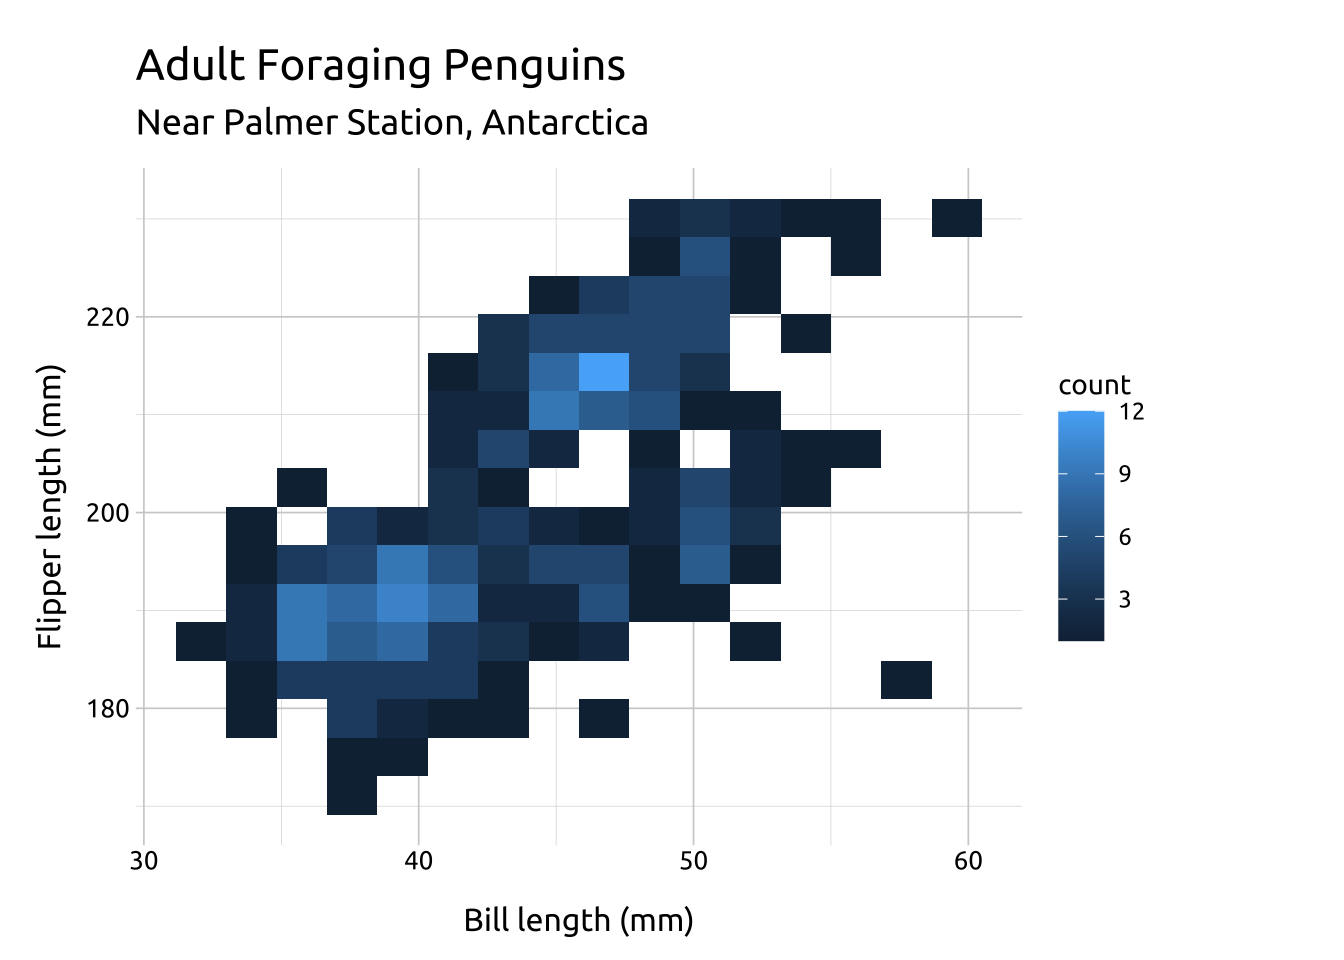 Adult Foraging Penguins
Near Palmer Station, Antarctica
220
200
180
Flipper length (mm)
30 40 50 60
Bill length (mm)
count
12
9
6
3